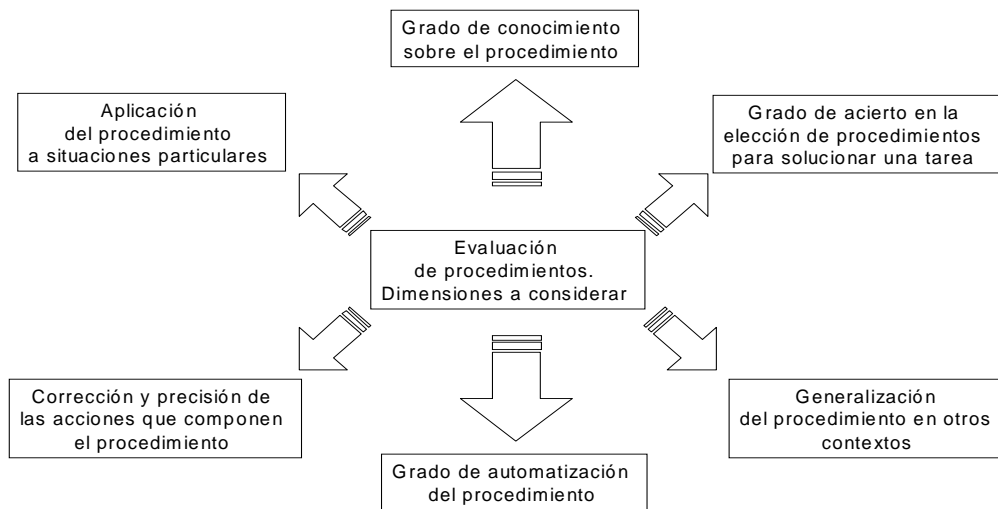 Grado de conocimiento
sobre el procedimiento
Aplicación
del procedimiento
a situaciones particulares
Grado de acierto en la
elección de procedimientos
para solucionar una tarea
Evaluación
de procedimientos.
Dimensiones a considerar
Corrección y precisión de
las acciones que componen
el procedimiento
Generalización
del procedimiento en otros
contextos
Grado de automatización
del procedimiento